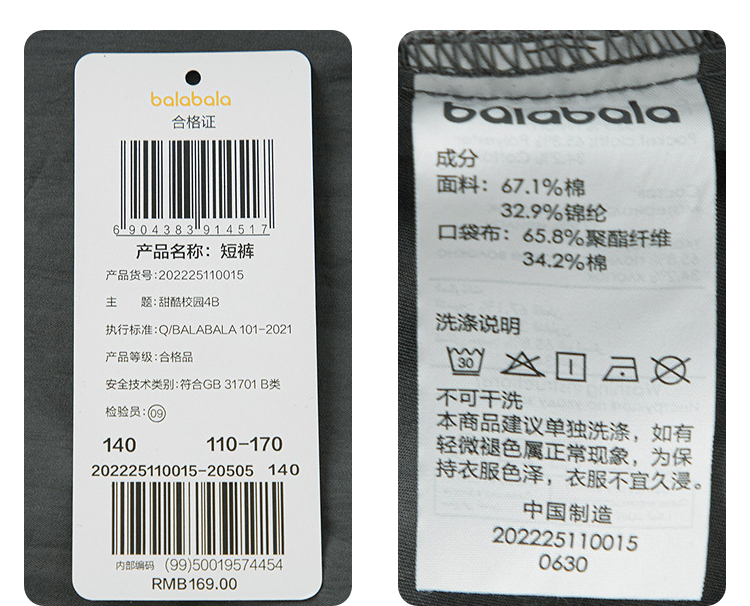 balabala
合格证
6 904383 914517
产品名称：短裤
产品货号：202225110015
主 题：甜酷校园4B
执行标准：Q/BALABALA 101-2021
产品等级：合格品
安全技术类别：符合GB 31701 B类
检验员：09
140 110-170
202225110015-20505 140
内部编码 (99)50019574454
RMB169.00
balabala
成分
面料：67.1%棉
32.9%锦纶
口袋布：65.8%聚酯纤维
34.2%棉
洗涤说明
30
不可干洗
本商品建议单独洗涤，如有
轻微褪色属正常现象，为保
持衣服色泽，衣服不宜久浸。
中国制造
202225110015
0630